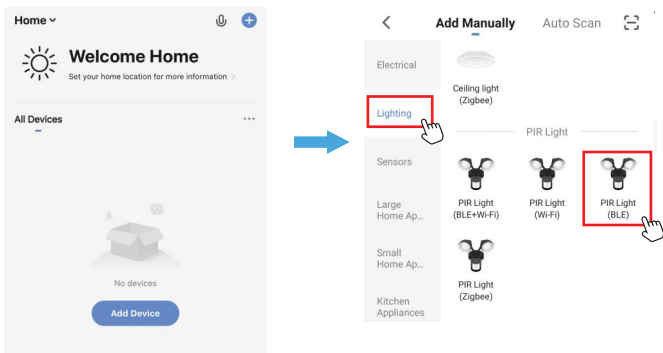 Home
Welcome Home
Set your home location for more information >
All Devices
No devices
Add Device
Add Manually
Auto Scan
Electrical
Lighting
Sensors
Large
Home Ap...
Small
Home Ap...
Kitchen
Appliances
Ceiling light
(Zigbee)
PIR Light
PIR Light
(BLE+Wi-Fi)
PIR Light
(Wi-Fi)
PIR Light
(BLE)
PIR Light
(Zigbee)